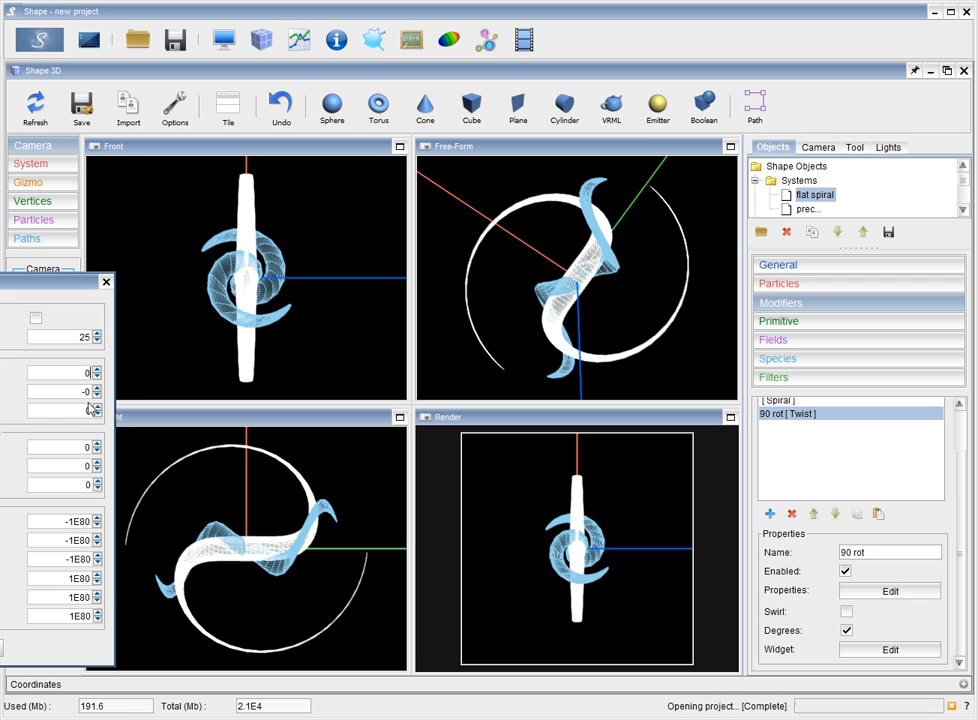 Shape - new project
Shape 3D
Refresh
Save
Import
Options
Tile
Undo
Sphere
Torus
Cone
Cube
Plane
Cylinder
VRML
Emitter
Boolean
Path
Camera
System
Gizmo
Vertices
Particles
Paths
Camera
25
0
-0
0
0
0
-1E80
-1E80
-1E80
1E80
1E80
1E80
Front
Free-Form
Render
Objects Camera Tool Lights
Shape Objects
Systems
flat spiral
prec...
General
Particles
Modifiers
Primitive
Fields
Species
Filters
[ Spiral ]
90 rot [ Twist ]
Properties
Name: 90 rot
Enabled:
Properties: Edit
Swirl:
Degrees:
Widget: Edit
Coordinates
Used (Mb) : 191.6 Total (Mb) : 2.1E4 Opening project... [Complete]